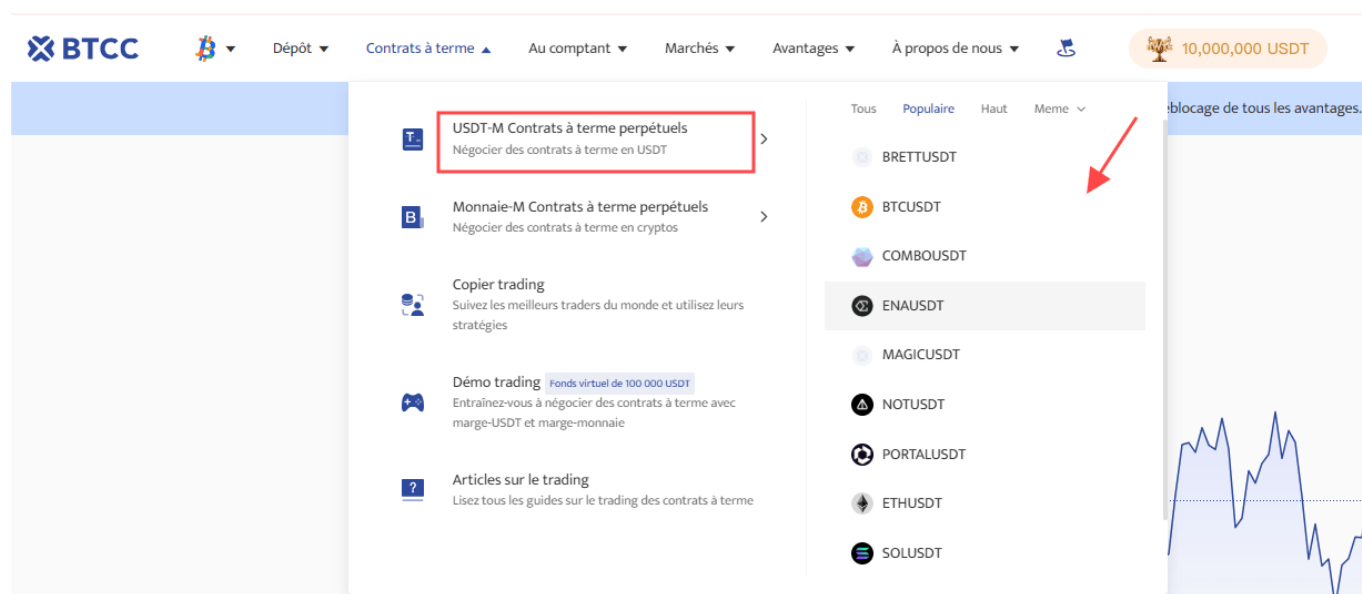 BTCC
Dépôt
Contrats à terme
Au comptant
Marchés
Avantages
À propos de nous
10,000,000 USDT
USDT-M Contrats à terme perpétuels
Négocier des contrats à terme en USDT
Monnaie-M Contrats à terme perpétuels
Négocier des contrats à terme en cryptos
Copier trading
Suivez les meilleurs traders du monde et utilisez leurs
stratégies
Démo trading Fonds virtuel de 100 000 USDT
Entraînez-vous à négocier des contrats à terme avec
marge-USDT et marge-monnaie
Articles sur le trading
Lisez tous les guides sur le trading des contrats à terme
Tous Populaire Haut Meme
BRETTUSDT
BTCUSDT
COMBOUSDT
ENAUSDT
MAGICUSDT
NOTUSDT
PORTALUSDT
ETHUSDT
SOLUSDT
de tous les avantages.